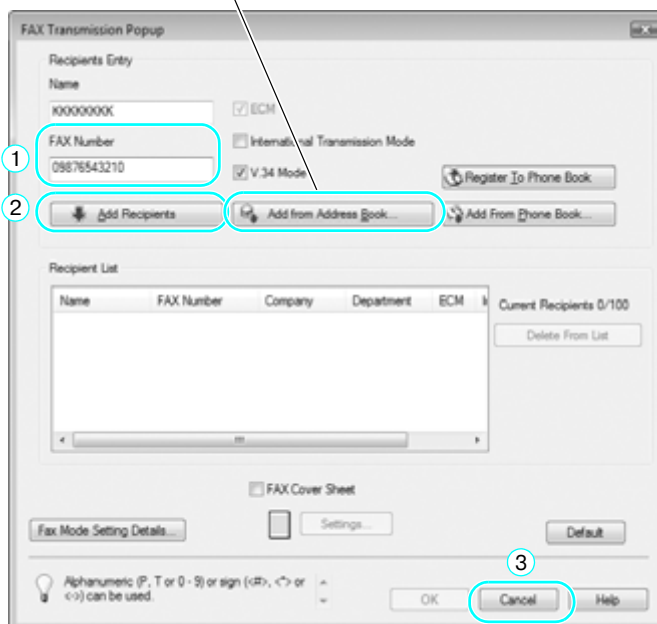 FAX Transmission Popup
Recipients Entry
Name
KKKKKKKK
ECM
FAX Number
International Transmission Mode
1
09876543210
V.34 Mode
Register To Phone Book
2
Add Recipients
Add from Address Book...
Add From Phone Book...
Recipient List
Name FAX Number Company Department ECM
Current Recipients 0/100
Delete From List
FAX Cover Sheet
Fax Mode Setting Details...
Settings...
Default
3
Alphanumeric (P, T or 0 - 9) or sign (<#>, <*> or
<->) can be used.
OK Cancel Help